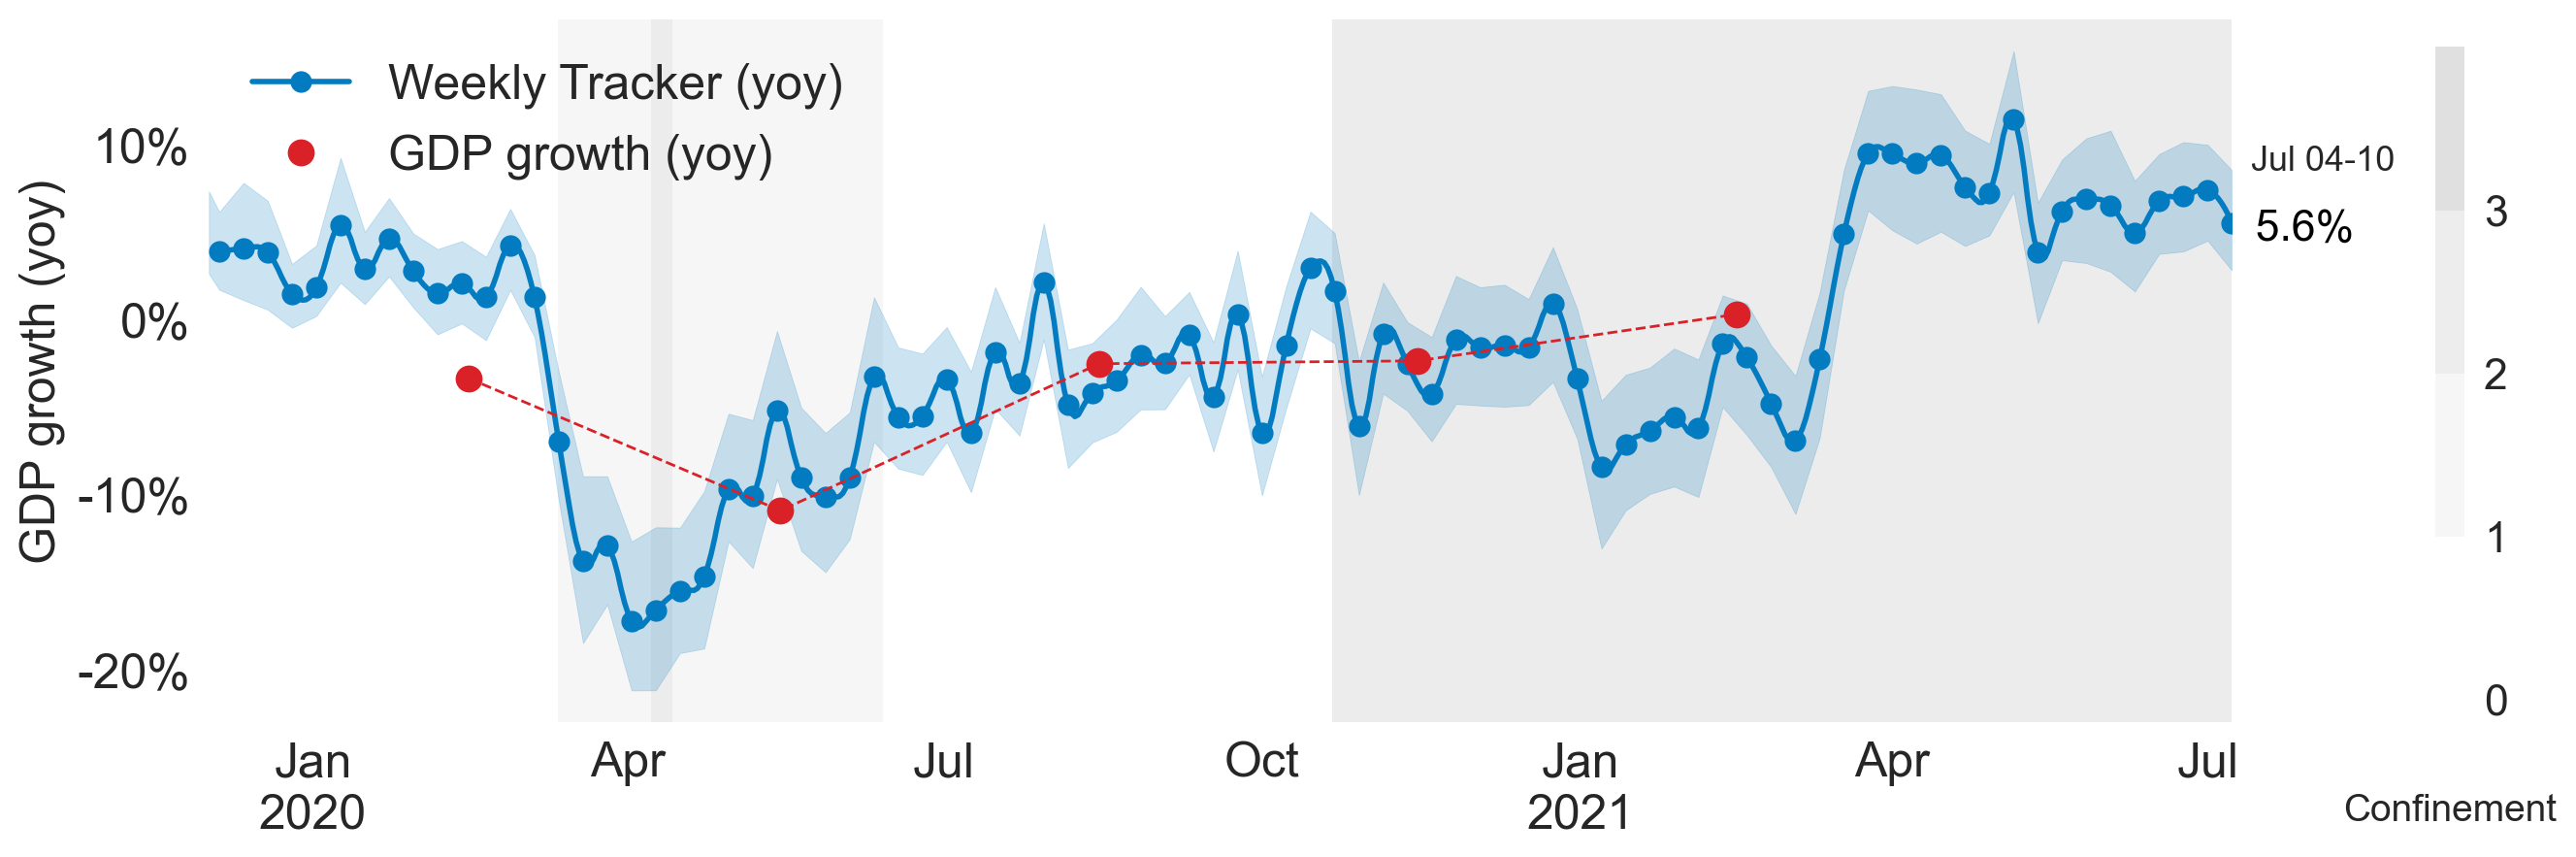 Weekly Tracker (yoy)
GDP growth (yoy)
GDP growth (yoy)
10%
0%
-10%
-20%
Jan
2020
Apr
Jul
Oct
Jan
2021
Apr
Jul
Jul 04-10
5.6%
3
2
1
0
Confinement